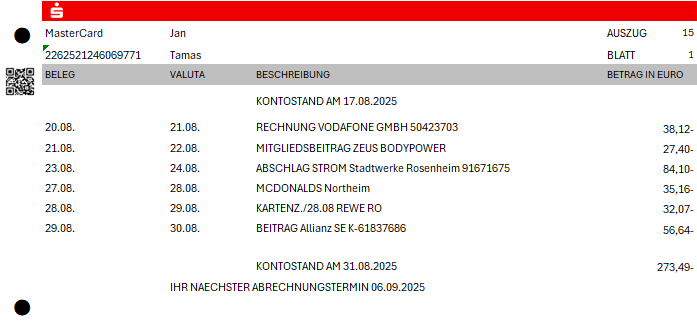 MasterCard Jan AUSZUG 15
2262521246069771 Tamas BLATT 1
BELEG VALUTA BESCHREIBUNG BETRAG IN EURO
KONTOSTAND AM 17.08.2025
20.08. 21.08. RECHNUNG VODAFONE GMBH 50423703 38,12-
21.08. 22.08. MITGLIEDSBEITRAG ZEUS BODYPOWER 27,40-
23.08. 24.08. ABSCHLAG STROM Stadtwerke Rosenheim 91671675 84,10-
27.08. 28.08. MCDONALDS Northeim 35,16-
28.08. 29.08. KARTENZ./28.08 REWE RO 32,07-
29.08. 30.08. BEITRAG Allianz SE K-61837686 56,64-
KONTOSTAND AM 31.08.2025 273,49-
IHR NAECHSTER ABRECHNUNGSTERMIN 06.09.2025